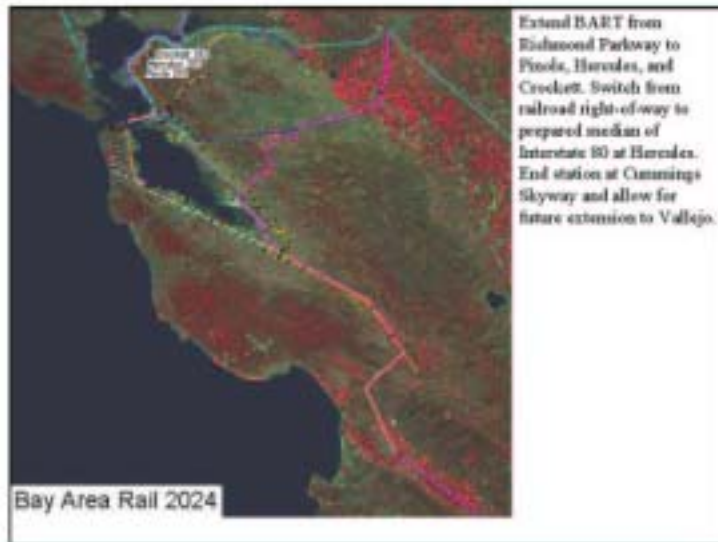 Extend BART from
Richmond Parkway to
Pinole, Hercules, and
Crockett. Switch from
railroad right-of-way to
prepared median of
Interstate 80 at Hercules.
End station at Cummings
Skyway and allow for
future extension to Vallejo.
Bay Area Rail 2024